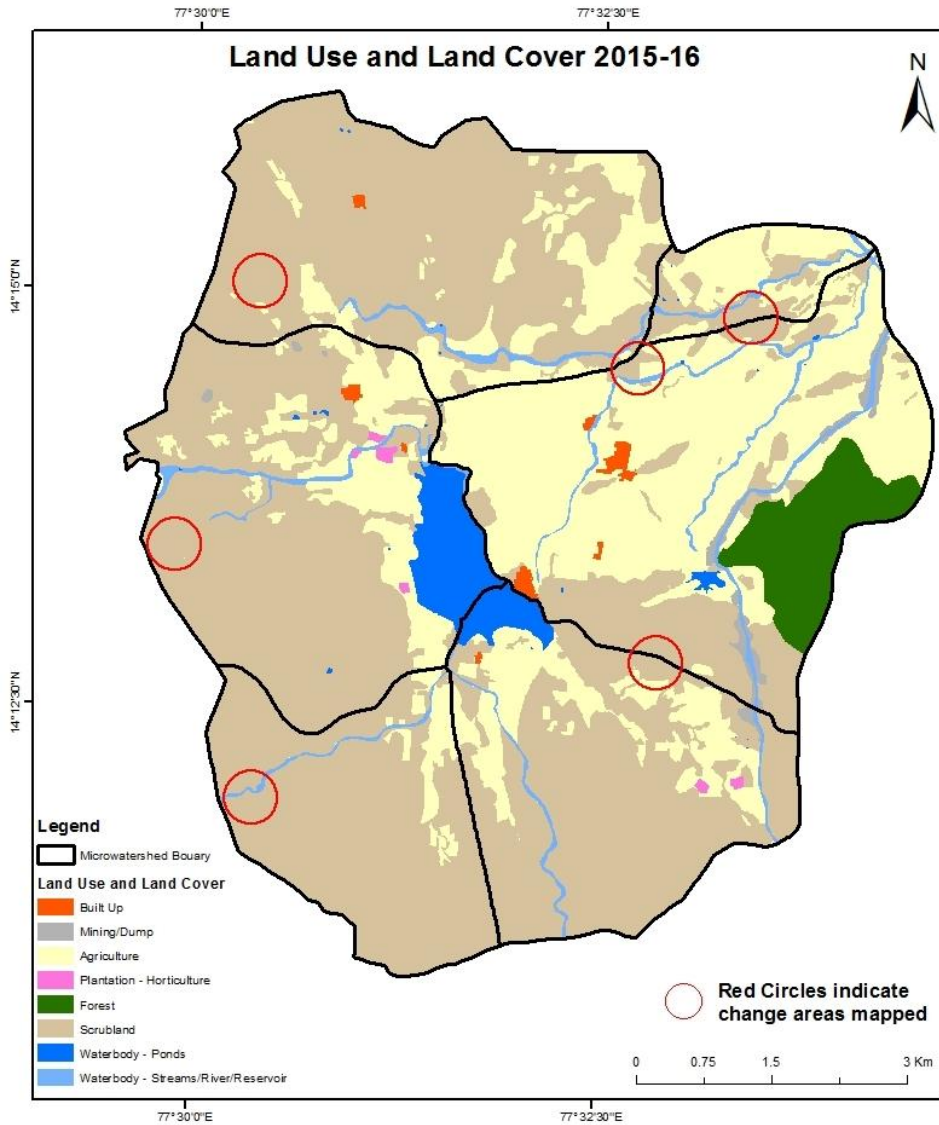 77°30'0"E
77°32'30"E
Land Use and Land Cover 2015-16
N
14°15'0"N
14°12'30"N
Legend
Microwatershed Bouary
Land Use and Land Cover
Built Up
Mining/Dump
Agriculture
Plantation - Horticulture
Forest
Scrubland
Waterbody - Ponds
Waterbody - Streams/River/Reservoir
Red Circles indicate
change areas mapped
0 0.75 1.5 3 Km
77°30'0"E
77°32'30"E